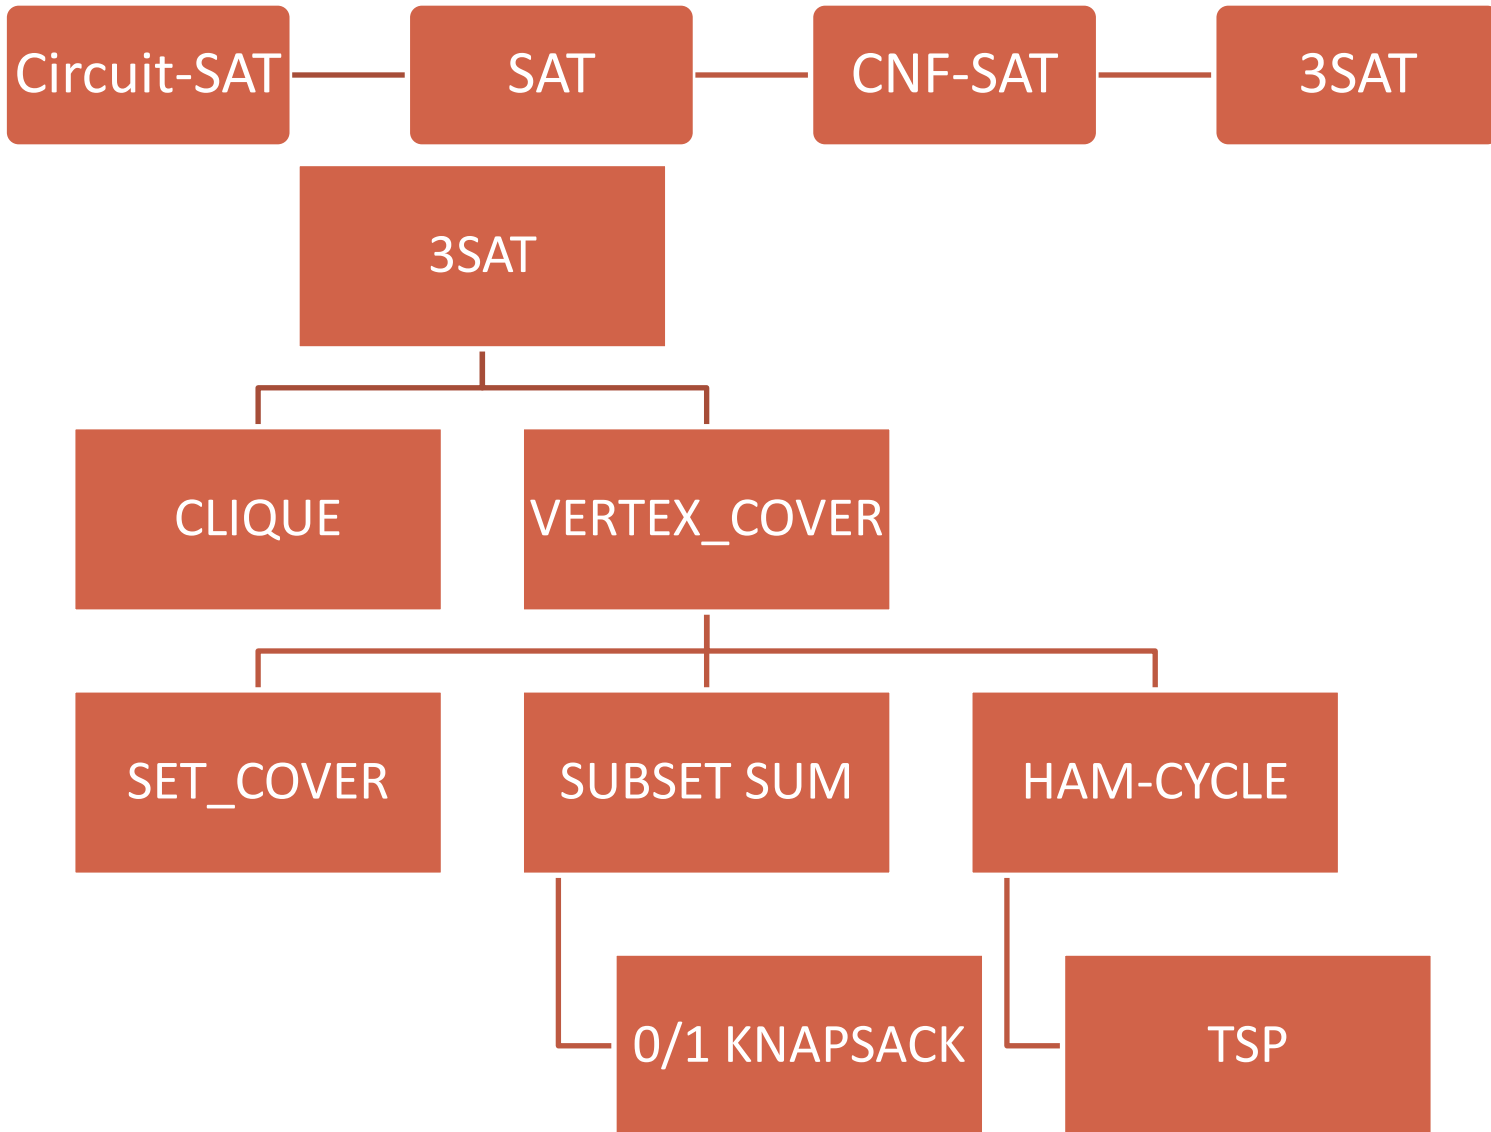 Circuit-SAT
SAT
CNF-SAT
3SAT
3SAT
CLIQUE
VERTEX_COVER
SET_COVER
SUBSET SUM
HAM-CYCLE
0/1 KNAPSACK
TSP